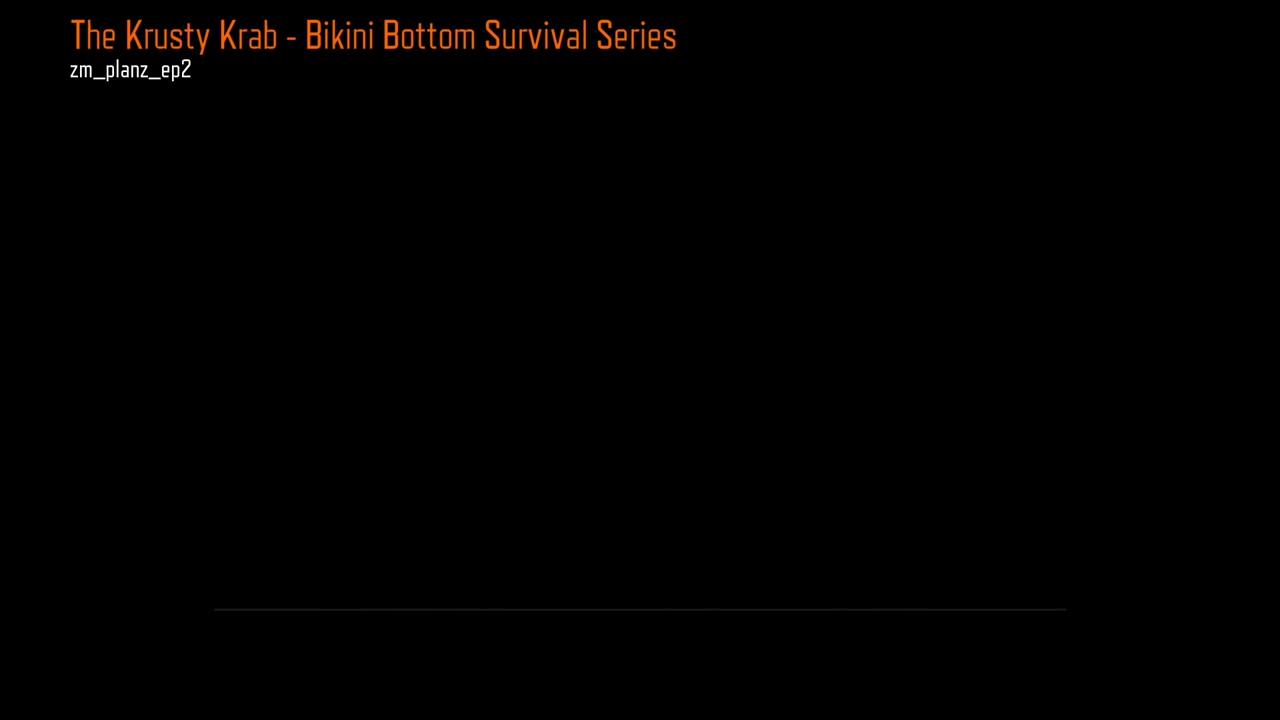 The Krusty Krab - Bikini Bottom Survival Series
zm_planz_ep2